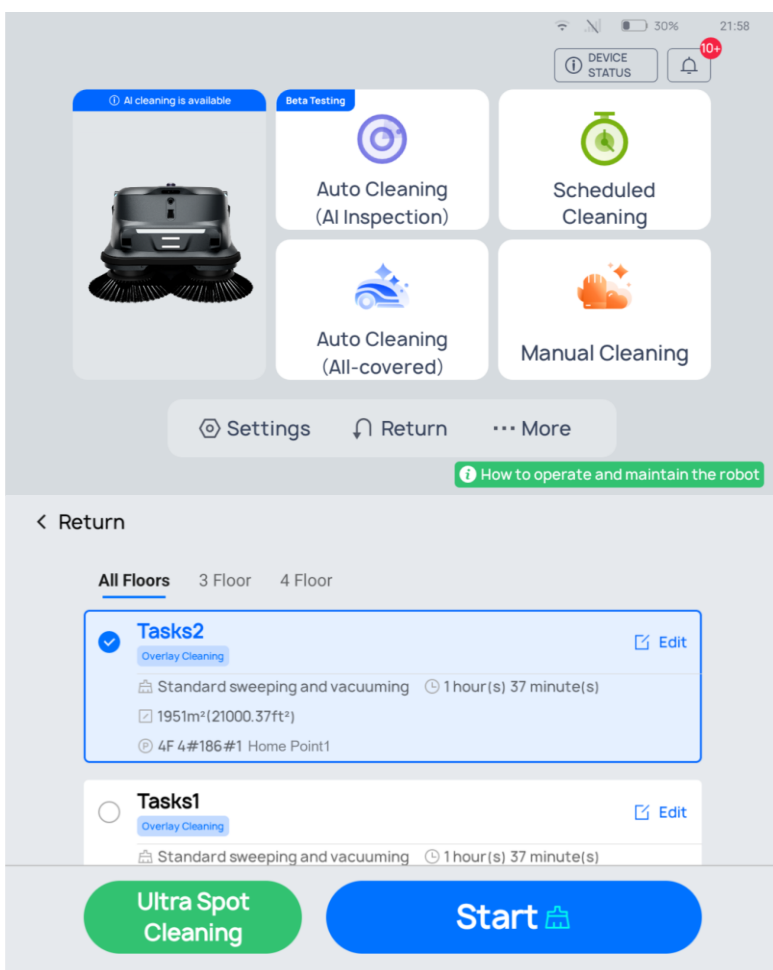 30% 21:58
DEVICE
STATUS
10+
AI cleaning is available
Beta Testing
Auto Cleaning
(AI Inspection)
Scheduled
Cleaning
Auto Cleaning
(All-covered)
Manual Cleaning
Settings Return More
How to operate and maintain the robot
< Return
All Floors 3 Floor 4 Floor
Tasks2
Edit
Overlay Cleaning
Standard sweeping and vacuuming 1 hour(s) 37 minute(s)
1951m²(21000.37ft²)
4F 4#186#1 Home Point1
Tasks1
Edit
Overlay Cleaning
Standard sweeping and vacuuming 1 hour(s) 37 minute(s)
Ultra Spot
Cleaning
Start